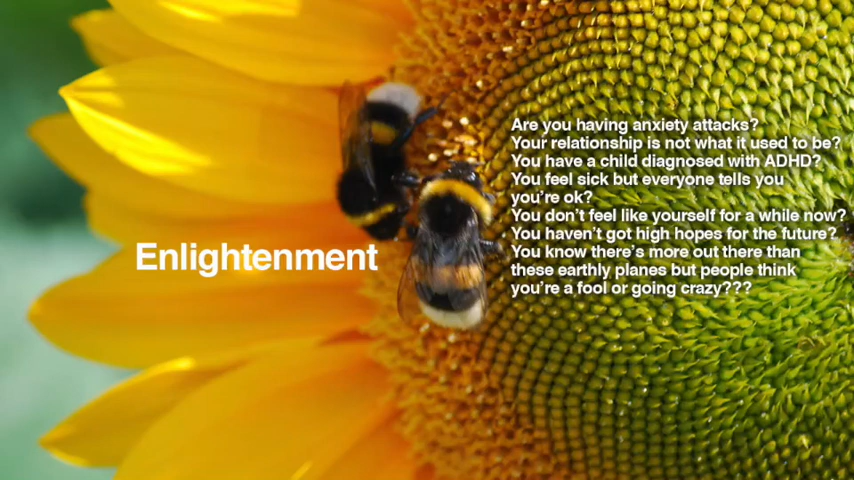 Enlightenment
Are you having anxiety attacks?
Your relationship is not what it used to be?
You have a child diagnosed with ADHD?
You feel sick but everyone tells you
you're ok?
You don't feel like yourself for a while now?
You haven't got high hopes for the future?
You know there's more out there than
these earthly planes but people think
you're a fool or going crazy???